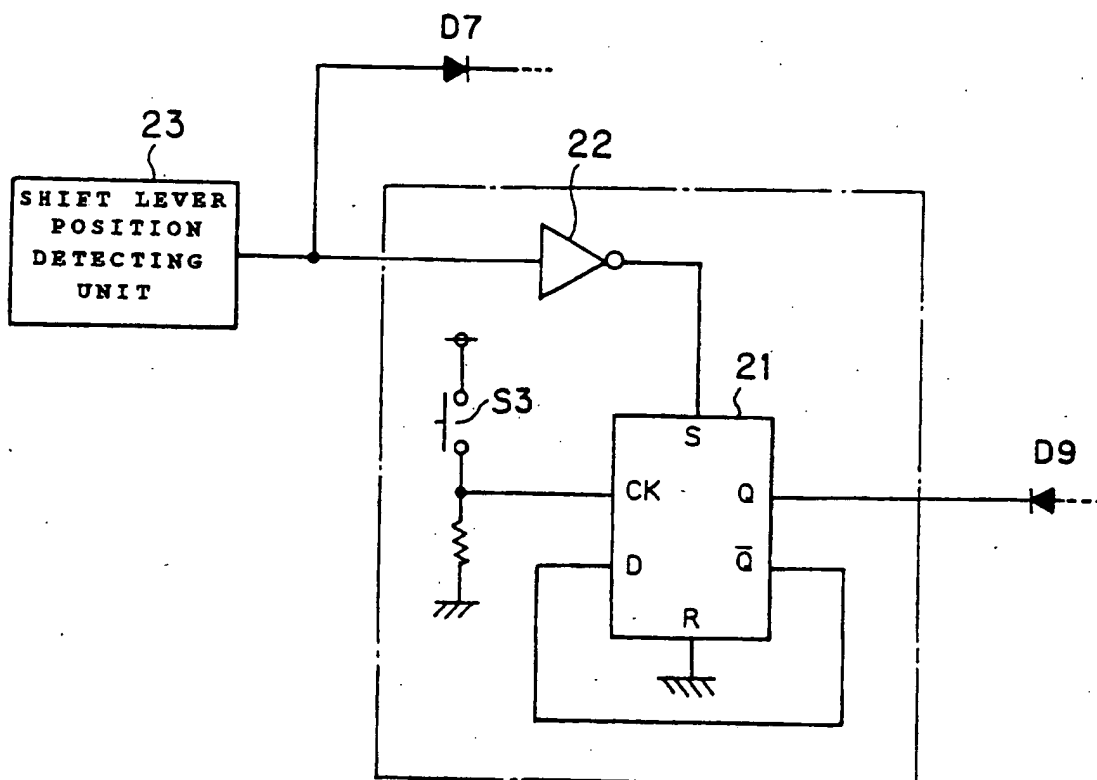 D7
23
SHIFT LEVER
POSITION
DETECTING
UNIT
22
S3
21
S
CK
Q
D9
D
Q̅
R